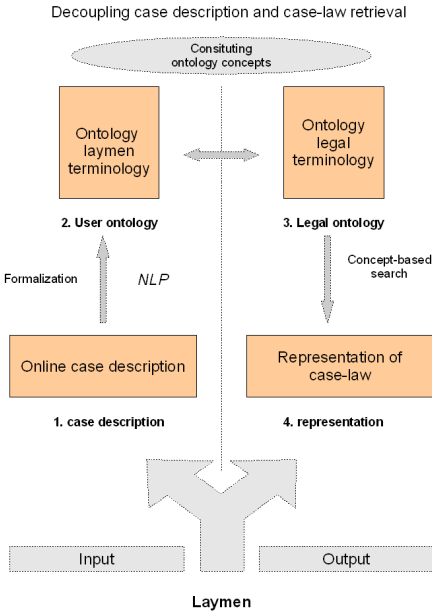 Decoupling case description and case-law retrieval
Consituting
ontology concepts
Ontology
laymen
terminology
Ontology
legal
terminology
2. User ontology
3. Legal ontology
Formalization
NLP
Concept-based
search
Online case description
Representation of
case-law
1. case description
4. representation
Input
Output
Laymen